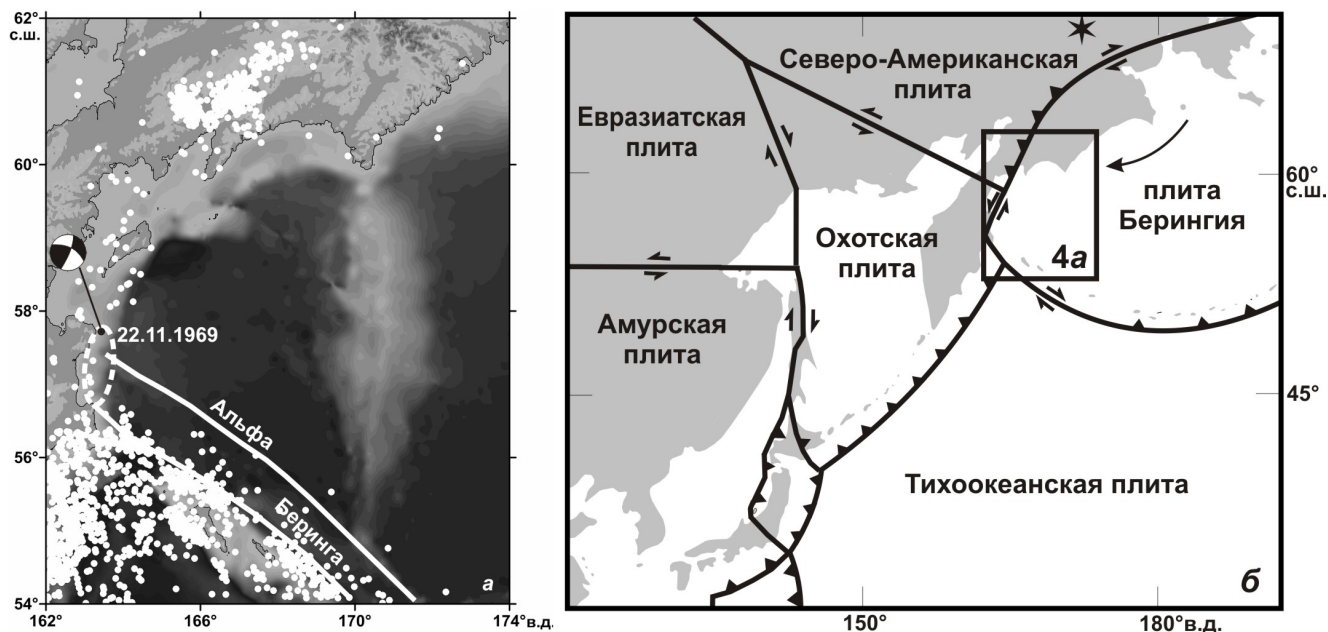 62°
с.ш.
60°
58°
56°
54°
162°
166°
170°
174°в.д.
22.11.1969
Альфа
Беринга
а
Северо-Американская
плита
Евразиатская
плита
60°
с.ш.
плита
Берингия
Охотская
плита
4а
Амурская
плита
45°
Тихоокеанская плита
б
150°
180°в.д.